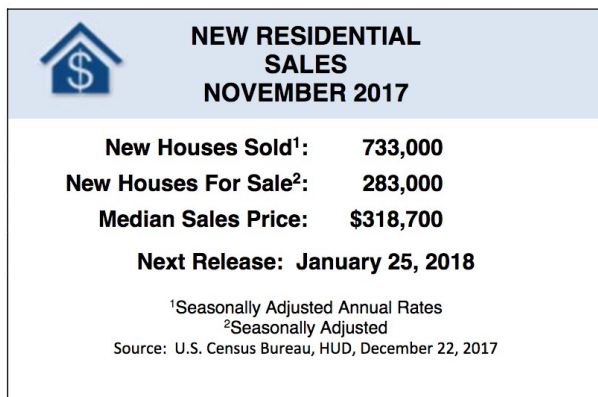 NEW RESIDENTIAL
SALES
NOVEMBER 2017
$
New Houses Sold¹: 733,000
New Houses For Sale²: 283,000
Median Sales Price: $318,700
Next Release: January 25, 2018
¹Seasonally Adjusted Annual Rates
²Seasonally Adjusted
Source: U.S. Census Bureau, HUD, December 22, 2017